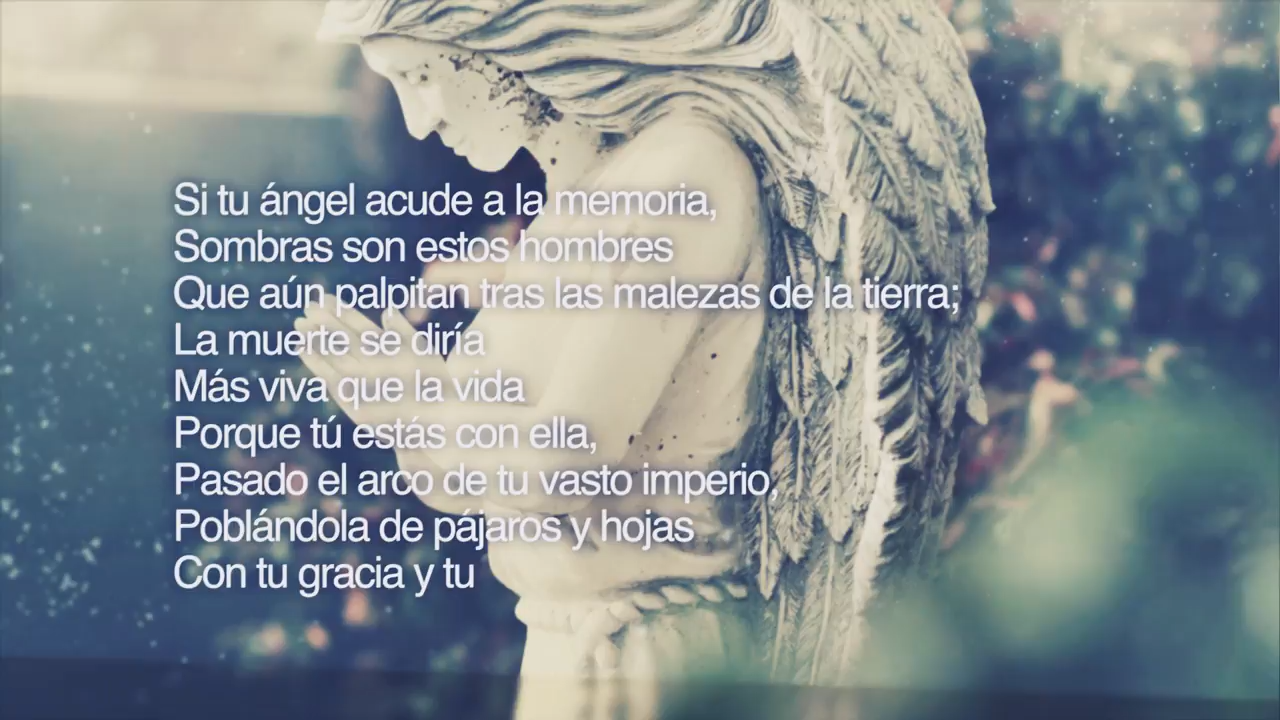 Si tu ángel acude a la memoria,
Sombras son estos hombres
Que aún palpitan tras las malezas de la tierra;
La muerte se diría
Más viva que la vida
Porque tú estás con ella,
Pasado el arco de tu vasto imperio,
Poblándola de pájaros y hojas
Con tu gracia y tu